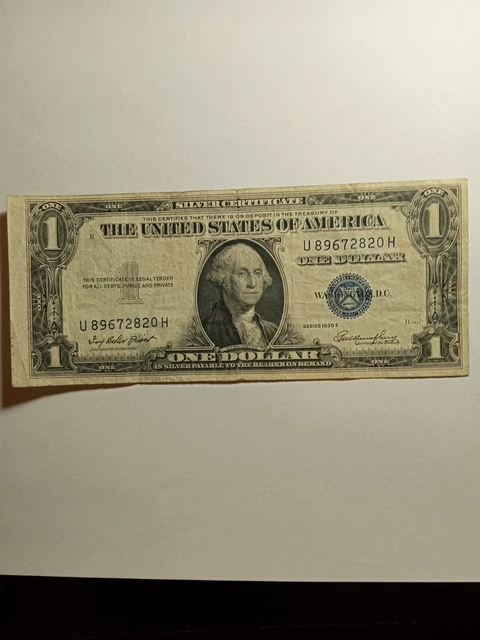 ONE
ONE
SILVER CERTIFICATE
THIS CERTIFIES THAT THERE IS ON DEPOSIT IN THE TREASURY OF
THE UNITED STATES OF AMERICA
1
1
B
U 89672820 H
ONE DOLLAR
THIS CERTIFICATE IS LEGAL TENDER
FOR ALL DEBTS, PUBLIC AND PRIVATE
1
WASHINGTON, D.C.
U 89672820 H
SERIES 1935 E
1
1
ONE DOLLAR
IN SILVER PAYABLE TO THE BEARER ON DEMAND
ONE
ONE